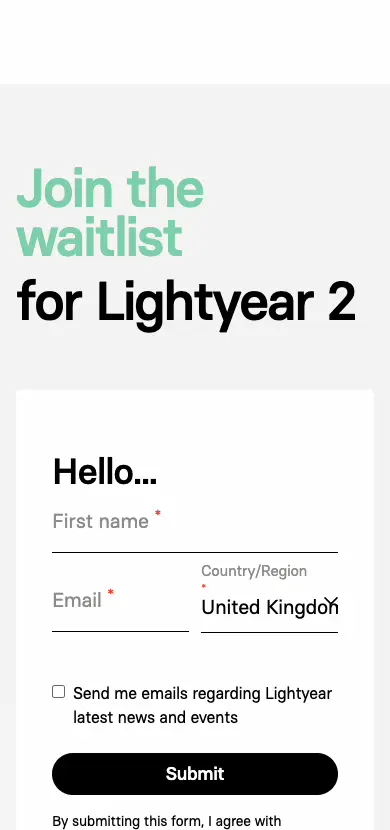 Join the
waitlist
for Lightyear 2
Hello...
First name *
Country/Region
*
Email *
United Kingdom
Send me emails regarding Lightyear
latest news and events
Submit
By submitting this form, I agree with